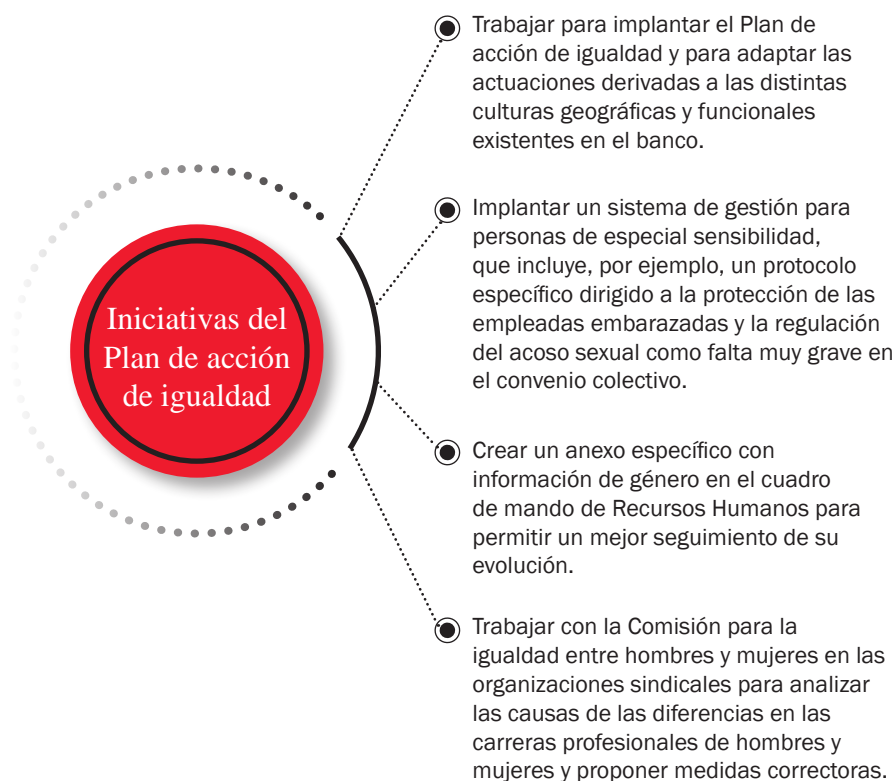 Trabajar para implantar el Plan de
acción de igualdad y para adaptar las
actuaciones derivadas a las distintas
culturas geográficas y funcionales
existentes en el banco.
Implantar un sistema de gestión para
personas de especial sensibilidad,
que incluye, por ejemplo, un protocolo
específico dirigido a la protección de las
empleadas embarazadas y la regulación
del acoso sexual como falta muy grave en
el convenio colectivo.
Iniciativas del
Plan de acción
de igualdad
Crear un anexo específico con
información de género en el cuadro
de mando de Recursos Humanos para
permitir un mejor seguimiento de su
evolución.
Trabajar con la Comisión para la
igualdad entre hombres y mujeres en las
organizaciones sindicales para analizar
las causas de las diferencias en las
carreras profesionales de hombres y
mujeres y proponer medidas correctoras.